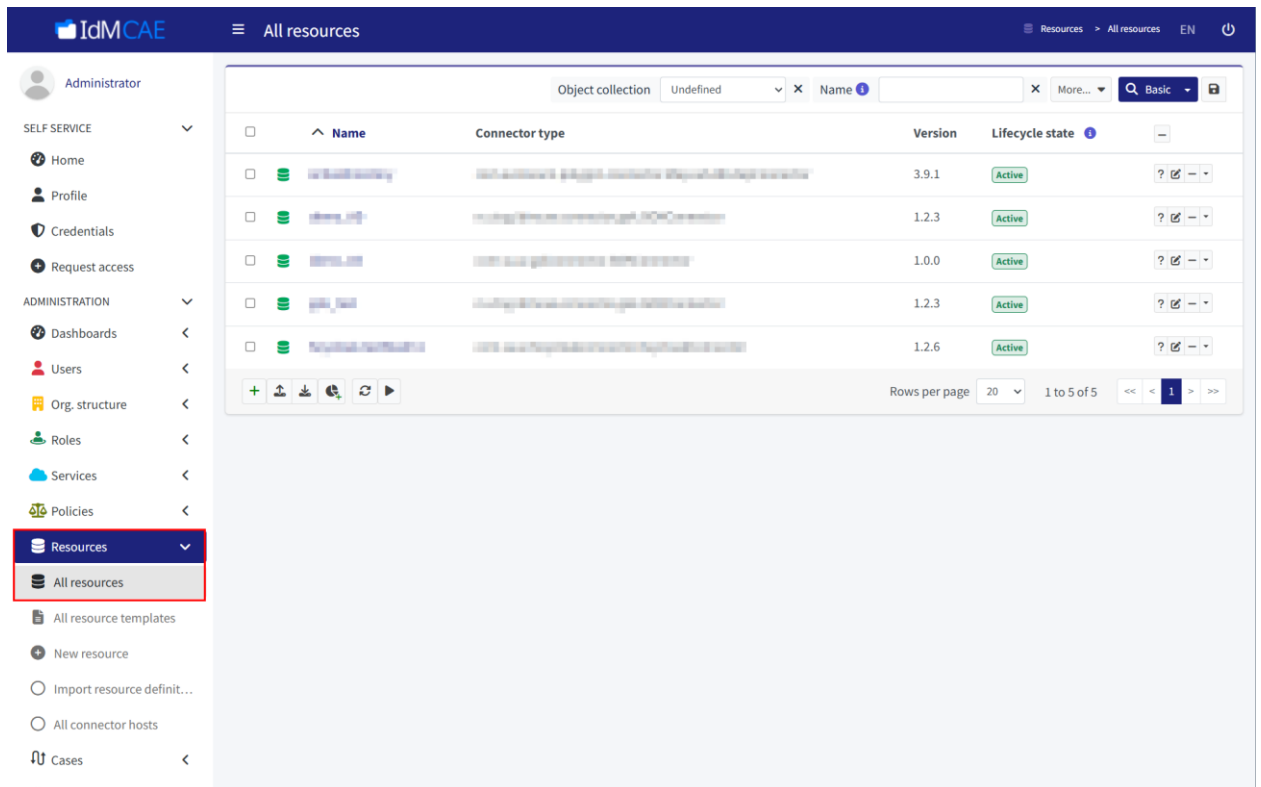 IdMCAE
All resources
Resources > All resources EN
Administrator
Object collection Undefined × Name × More... Basic
SELF SERVICE
Name Connector type Version Lifecycle state
Home
Profile
Credentials
Request access
ADMINISTRATION
Dashboards
Users
Org. structure
Roles
Services
Policies
Resources
All resources
All resource templates
New resource
Import resource definit...
All connector hosts
Cases
3.9.1 Active ?
1.2.3 Active ?
1.0.0 Active ?
1.2.3 Active ?
1.2.6 Active ?
Rows per page 20 1 to 5 of 5 << < 1 > >>